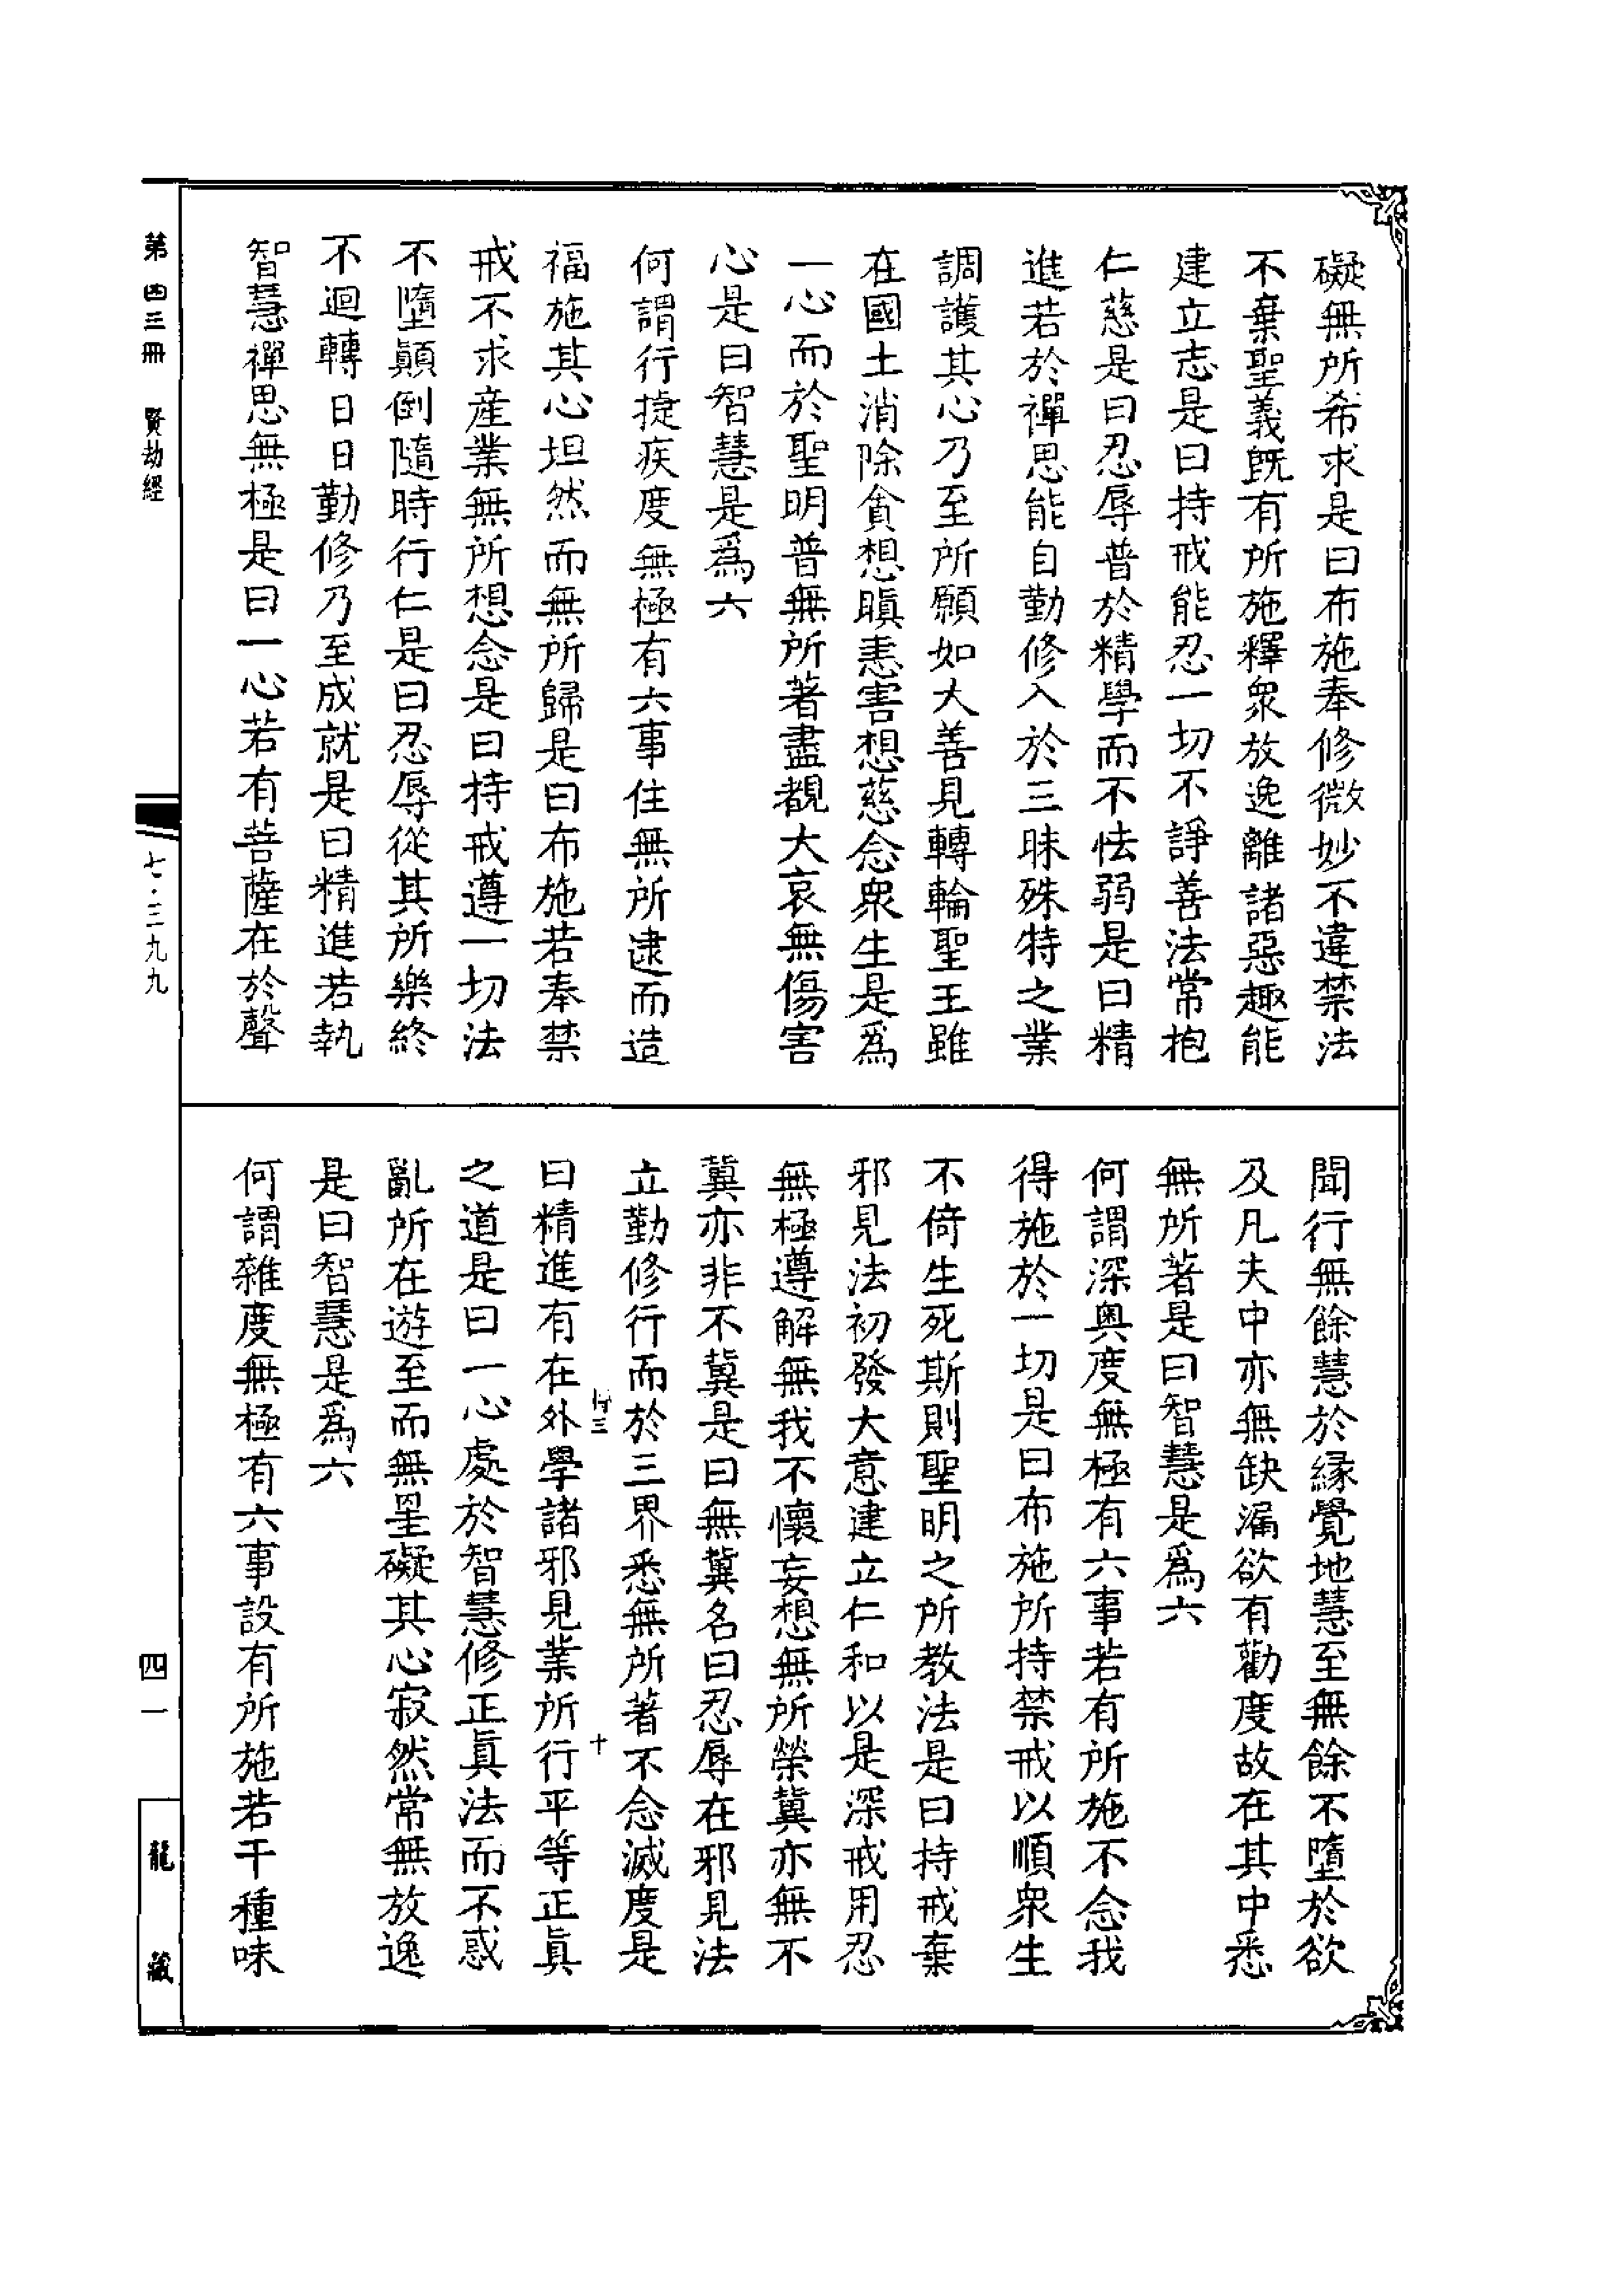 礙無所希求是曰布施奉修微妙不違禁法
不棄聖義既有所施釋衆放逸離諸惡趣能
建立志是曰持戒能忍一切不諍善法常抱
仁慈是曰忍辱普於精學而不怯弱是曰精
進若於禪思能自勤修入於三昧殊特之業
調護其心乃至所願如大善見轉輪聖王雖
在國土消除貪想瞋恚害想慈念衆生是爲
一心而於聖明普無所著盡覩大哀無傷害
心是曰智慧是爲六
何謂行捷疾度無極有六事住無所逮而造
福施其心坦然而無所歸是曰布施若奉禁
戒不求産業無所想念是曰持戒遵一切法
不墮顚倒隨時行仁是曰忍辱從其所樂終
不迴轉日日勤修乃至成就是曰精進若執
智慧禪思無極是曰一心若有菩薩在於聲
聞行無餘慧於緣覺地慧至無餘不墮於欲
及凡夫中亦無缺漏欲有勸度故在其中悉
無所著是曰智慧是爲六
何謂深奥度無極有六事若有所施不念我
得施於一切是曰布施所持禁戒以順衆生
不倚生死斯則聖明之所教法是曰持戒棄
邪見法初發大意建立仁和以是深戒用忍
無極遵解無我不懷妄想無所榮冀亦無不
冀亦非不冀是曰無冀名曰忍辱在邪見法
立勤修行而於三界悉無所著不念滅度是
曰精進有在外學諸邪見業所行平等正眞
之道是曰一心處於智慧修正眞法而不惑
亂所在遊至而無罣礙其心寂然常無放逸
是曰智慧是爲六
何謂雜度無極有六事設有所施若干種味
三
十
第四三冊 賢劫經
七·三九九
四一
龍藏